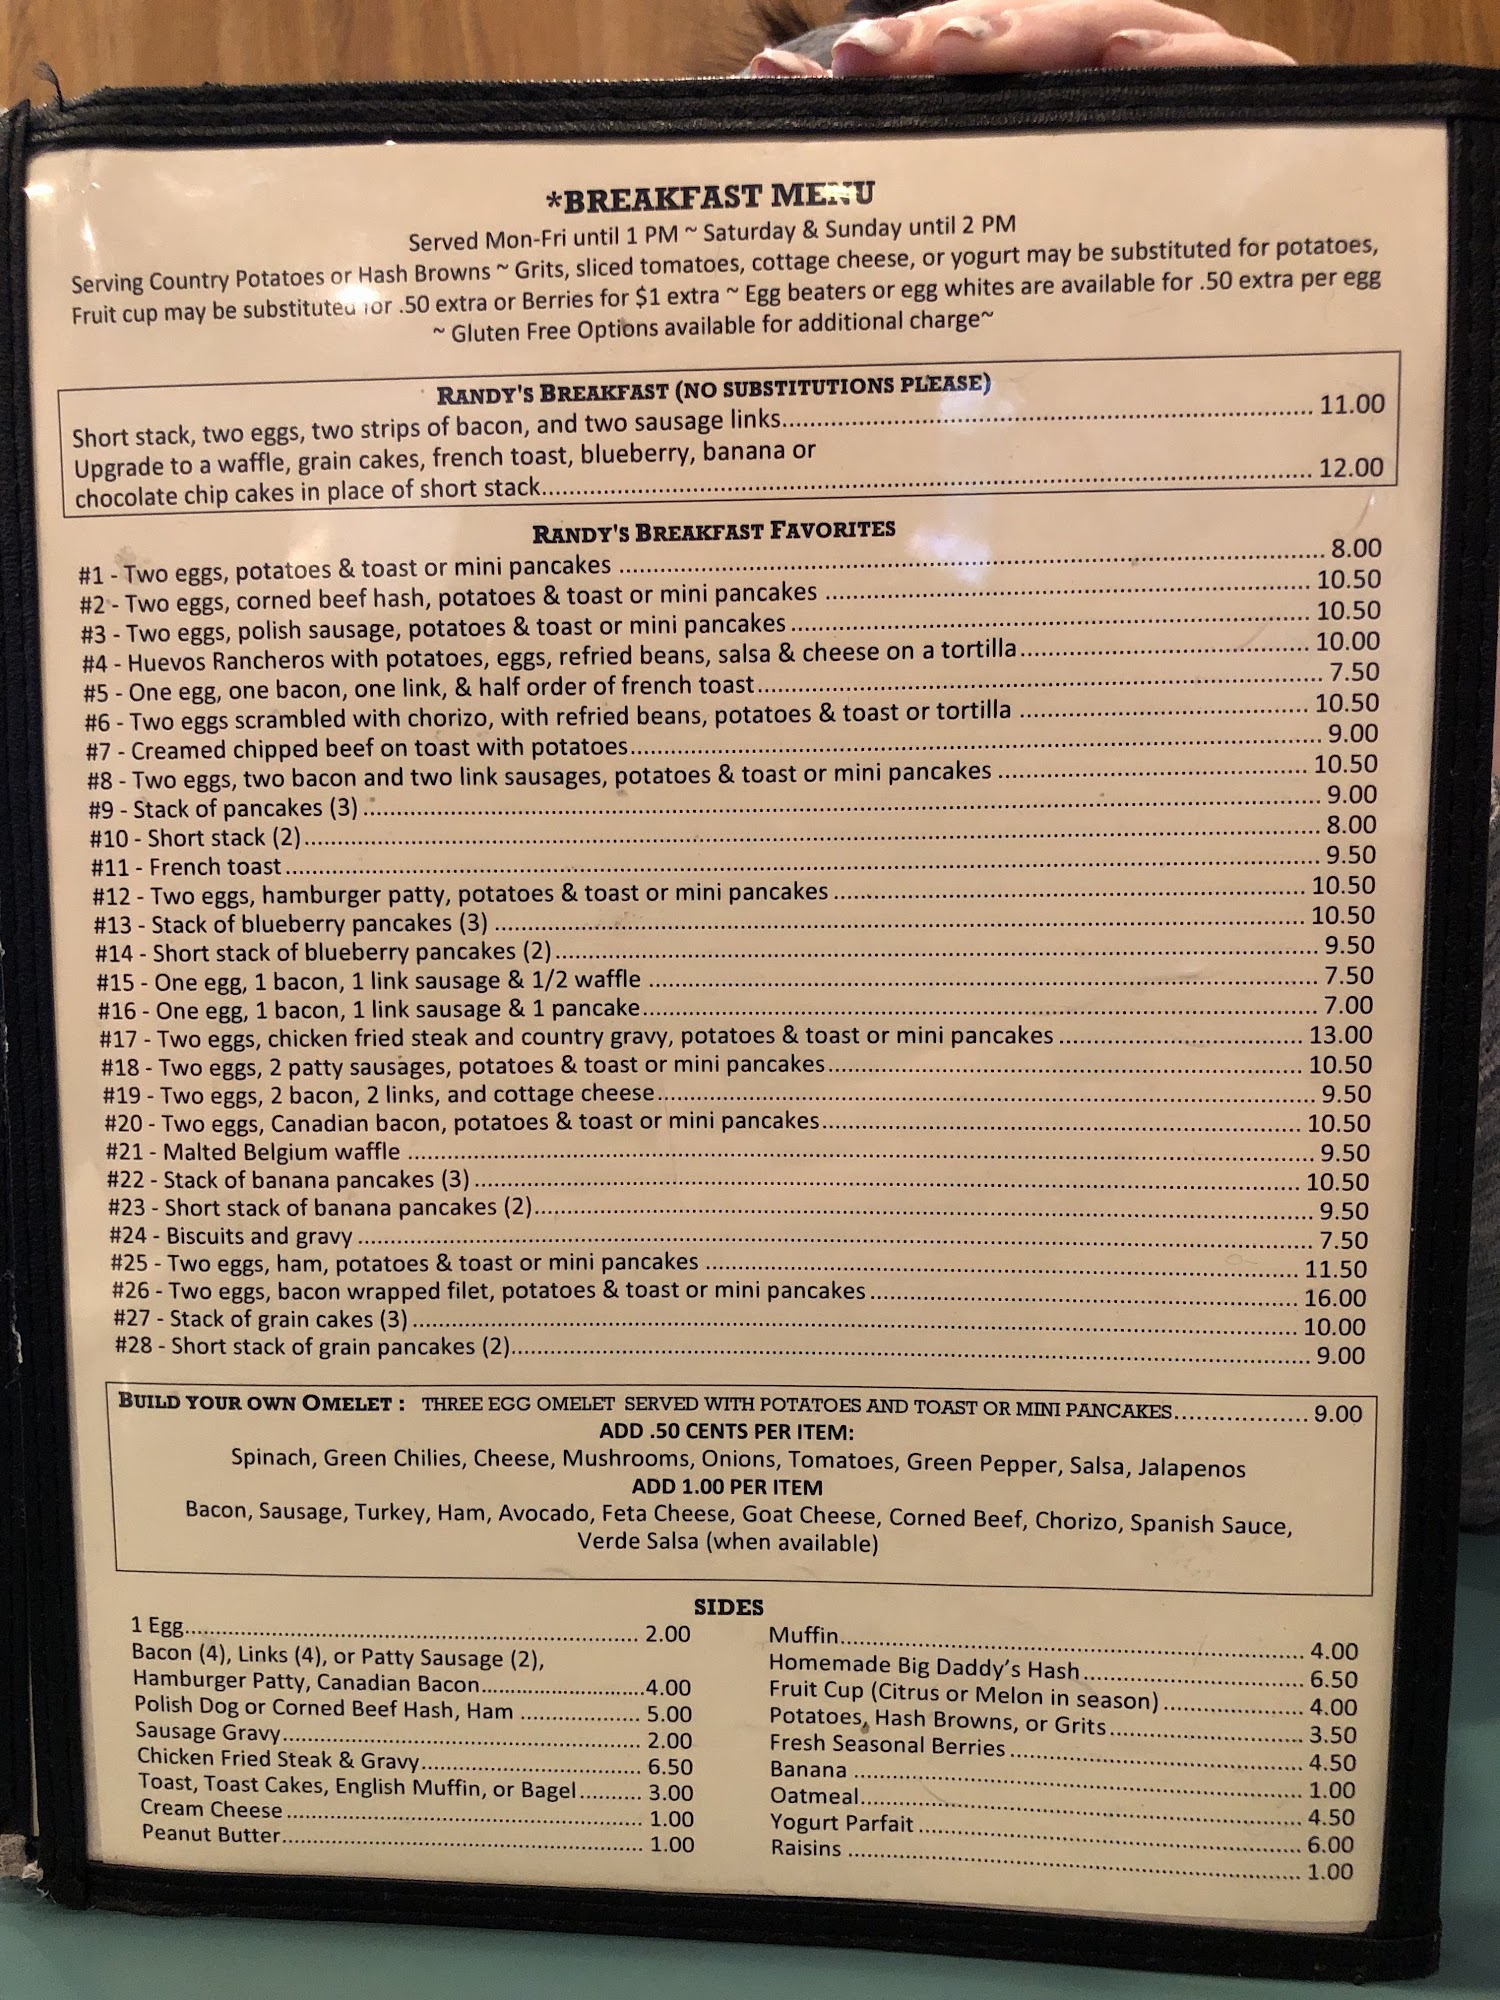 *BREAKFAST MENU
Served Mon-Fri until 1 PM ~ Saturday & Sunday until 2 PM
Serving Country Potatoes or Hash Browns ~ Grits, sliced tomatoes, cottage cheese, or yogurt may be substituted for potatoes,
Fruit cup may be substituted for .50 extra or Berries for $1 extra ~ Egg beaters or egg whites are available for .50 extra per egg
~ Gluten Free Options available for additional charge~
RANDY'S BREAKFAST (NO SUBSTITUTIONS PLEASE)
Short stack, two eggs, two strips of bacon, and two sausage links 11.00
Upgrade to a waffle, grain cakes, french toast, blueberry, banana or
chocolate chip cakes in place of short stack 12.00
RANDY'S BREAKFAST FAVORITES
#1 - Two eggs, potatoes & toast or mini pancakes 8.00
#2 - Two eggs, corned beef hash, potatoes & toast or mini pancakes 10.50
#3 - Two eggs, polish sausage, potatoes & toast or mini pancakes 10.50
#4 - Huevos Rancheros with potatoes, eggs, refried beans, salsa & cheese on a tortilla 10.00
#5 - One egg, one bacon, one link, & half order of french toast 7.50
#6 - Two eggs scrambled with chorizo, with refried beans, potatoes & toast or tortilla 10.50
#7 - Creamed chipped beef on toast with potatoes 9.00
#8 - Two eggs, two bacon and two link sausages, potatoes & toast or mini pancakes 10.50
#9 - Stack of pancakes (3) 9.00
#10 - Short stack (2) 8.00
#11 - French toast 9.50
#12 - Two eggs, hamburger patty, potatoes & toast or mini pancakes 10.50
#13 - Stack of blueberry pancakes (3) 10.50
#14 - Short stack of blueberry pancakes (2) 9.50
#15 - One egg, 1 bacon, 1 link sausage & 1/2 waffle 7.50
#16 - One egg, 1 bacon, 1 link sausage & 1 pancake 7.00
#17 - Two eggs, chicken fried steak and country gravy, potatoes & toast or mini pancakes 13.00
#18 - Two eggs, 2 patty sausages, potatoes & toast or mini pancakes 10.50
#19 - Two eggs, 2 bacon, 2 links, and cottage cheese 9.50
#20 - Two eggs, Canadian bacon, potatoes & toast or mini pancakes 10.50
#21 - Malted Belgium waffle 9.50
#22 - Stack of banana pancakes (3) 10.50
#23 - Short stack of banana pancakes (2) 9.50
#24 - Biscuits and gravy 7.50
#25 - Two eggs, ham, potatoes & toast or mini pancakes 11.50
#26 - Two eggs, bacon wrapped filet, potatoes & toast or mini pancakes 16.00
#27 - Stack of grain cakes (3) 10.00
#28 - Short stack of grain pancakes (2) 9.00
BUILD YOUR OWN OMELET : THREE EGG OMELET SERVED WITH POTATOES AND TOAST OR MINI PANCAKES 9.00
ADD .50 CENTS PER ITEM:
Spinach, Green Chilies, Cheese, Mushrooms, Onions, Tomatoes, Green Pepper, Salsa, Jalapenos
ADD 1.00 PER ITEM
Bacon, Sausage, Turkey, Ham, Avocado, Feta Cheese, Goat Cheese, Corned Beef, Chorizo, Spanish Sauce,
Verde Salsa (when available)
SIDES
1 Egg 2.00
Bacon (4), Links (4), or Patty Sausage (2),
Hamburger Patty, Canadian Bacon 4.00
Polish Dog or Corned Beef Hash, Ham 5.00
Sausage Gravy 2.00
Chicken Fried Steak & Gravy 6.50
Toast, Toast Cakes, English Muffin, or Bagel 3.00
Cream Cheese 1.00
Peanut Butter 1.00
Muffin 4.00
Homemade Big Daddy's Hash 6.50
Fruit Cup (Citrus or Melon in season) 4.00
Potatoes, Hash Browns, or Grits 3.50
Fresh Seasonal Berries 4.50
Banana 1.00
Oatmeal 4.50
Yogurt Parfait 6.00
Raisins 1.00